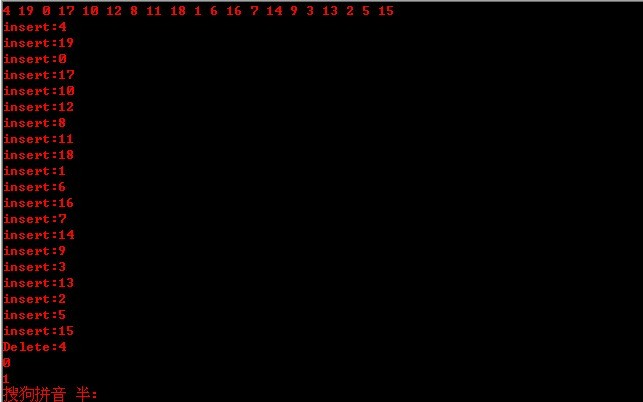 4 19 0 17 10 12 8 11 18 1 6 16 7 14 9 3 13 2 5 15
insert:4
insert:19
insert:0
insert:17
insert:10
insert:12
insert:8
insert:11
insert:18
insert:1
insert:6
insert:16
insert:7
insert:14
insert:9
insert:3
insert:13
insert:2
insert:5
insert:15
Delete:4
0
1
搜狗拼音 半: